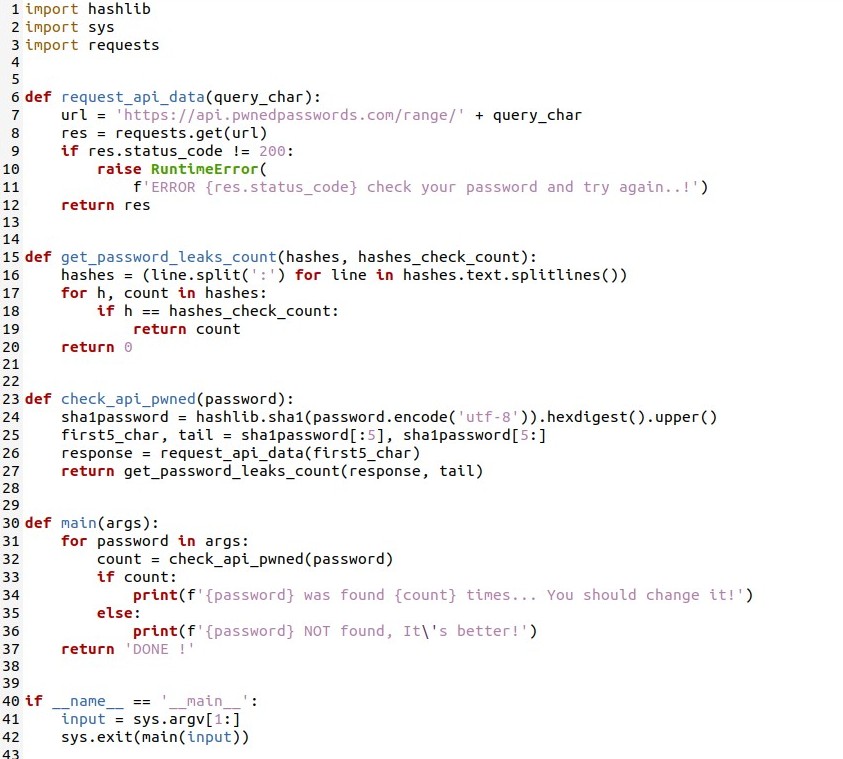 1 import hashlib
2 import sys
3 import requests
4
5
6 def request_api_data(query_char):
7     url = 'https://api.pwnedpasswords.com/range/' + query_char
8     res = requests.get(url)
9     if res.status_code != 200:
10         raise RuntimeError(
11             f'ERROR {res.status_code} check your password and try again..!')
12     return res
13
14
15 def get_password_leaks_count(hashes, hashes_check_count):
16     hashes = (line.split(':') for line in hashes.text.splitlines())
17     for h, count in hashes:
18         if h == hashes_check_count:
19             return count
20     return 0
21
22
23 def check_api_pwned(password):
24     sha1password = hashlib.sha1(password.encode('utf-8')).hexdigest().upper()
25     first5_char, tail = sha1password[:5], sha1password[5:]
26     response = request_api_data(first5_char)
27     return get_password_leaks_count(response, tail)
28
29
30 def main(args):
31     for password in args:
32         count = check_api_pwned(password)
33         if count:
34             print(f'{password} was found {count} times... You should change it!')
35         else:
36             print(f'{password} NOT found, It\'s better!')
37     return 'DONE !'
38
39
40 if __name__ == '__main__':
41     input = sys.argv[1:]
42     sys.exit(main(input))
43